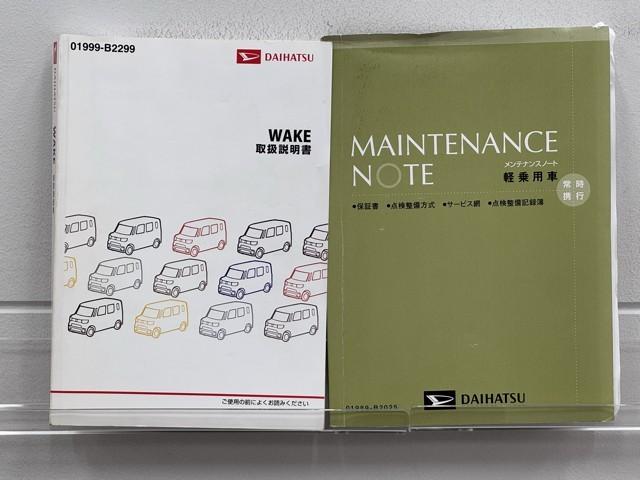 01999-B2299
DAIHATSU
WAKE
取扱説明書
ご使用の前によくお読みください
WAKE
MAINTENANCE
NOTE
メンテナンスノート
軽乗用車
常時
携行
●保証書 ●点検整備方式 ●サービス網 ●点検整備記録簿
DAIHATSU
01989-B2025